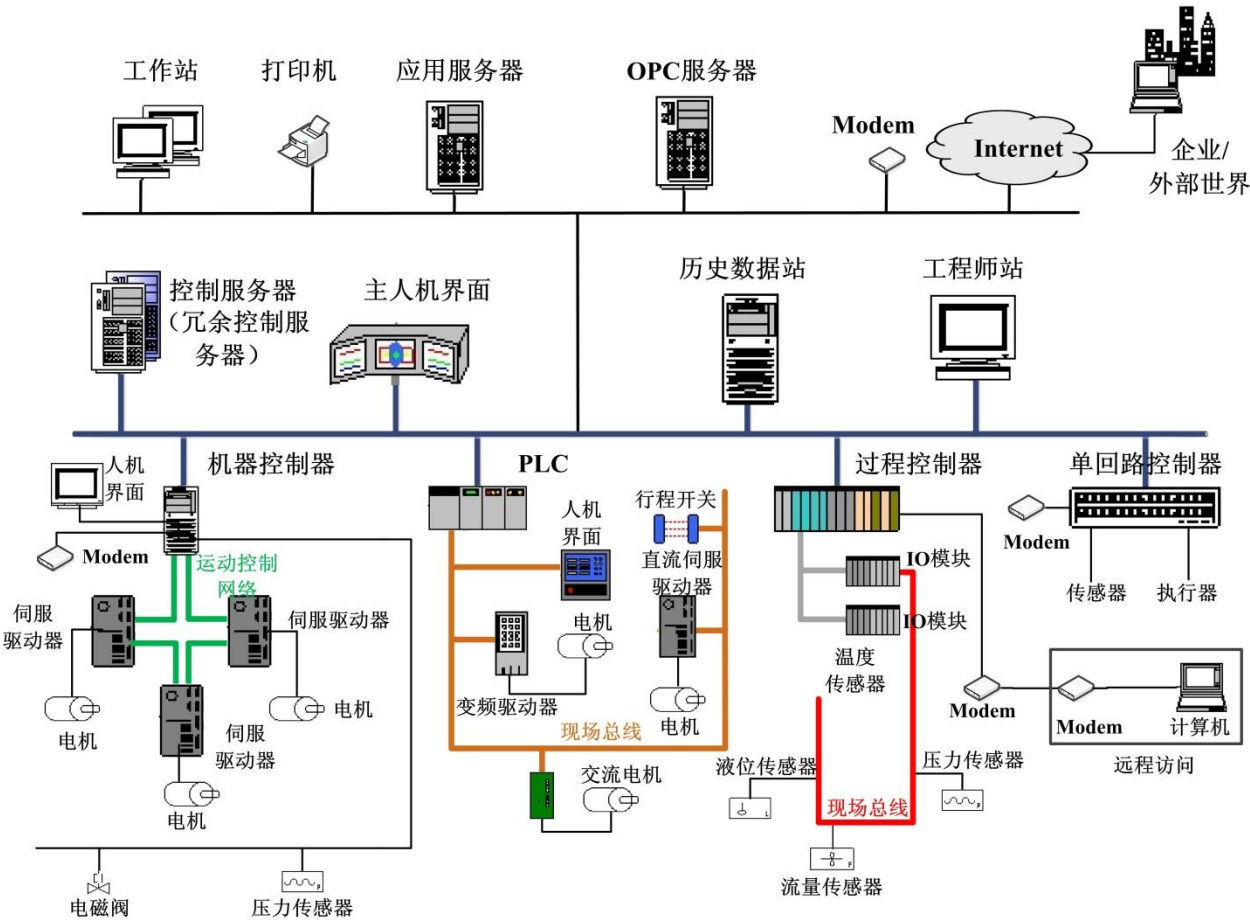 工作站
打印机
应用服务器
OPC服务器
Modem
Internet
企业/
外部世界
控制服务器
（冗余控制服
务器）
主人机界面
历史数据站
工程师站
人机
界面
机器控制器
PLC
过程控制器
单回路控制器
Modem
运动控制
网络
伺服
驱动器
伺服驱动器
电机
电机
伺服
驱动器
电机
行程开关
人机
界面
直流伺服
驱动器
电机
变频驱动器
电机
现场总线
交流电机
IO模块
IO模块
温度
传感器
Modem
传感器
执行器
Modem
Modem
计算机
远程访问
液位传感器
L
压力传感器
P
现场总线
F
流量传感器
电磁阀
P
压力传感器